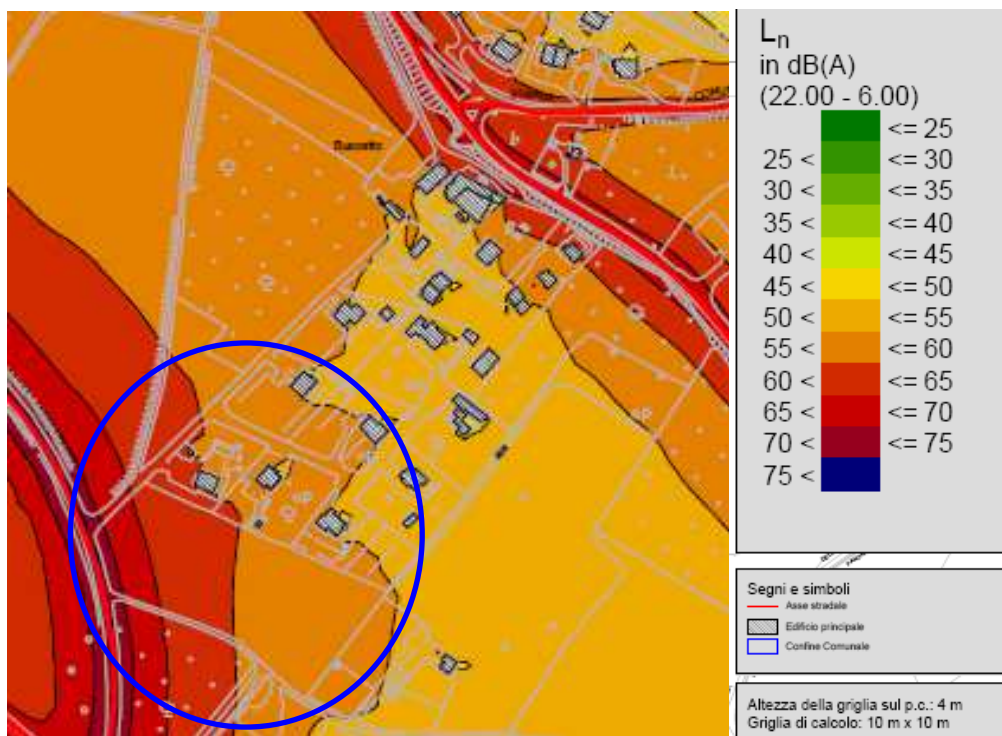 L_n
in dB(A)
(22.00 - 6.00)
<= 25
25 < <= 30
30 < <= 35
35 < <= 40
40 < <= 45
45 < <= 50
50 < <= 55
55 < <= 60
60 < <= 65
65 < <= 70
70 < <= 75
75 <
Segni e simboli
Asse stradale
Edificio principale
Confine Comunale
Altezza della griglia sul p.c.: 4 m
Griglia di calcolo: 10 m x 10 m